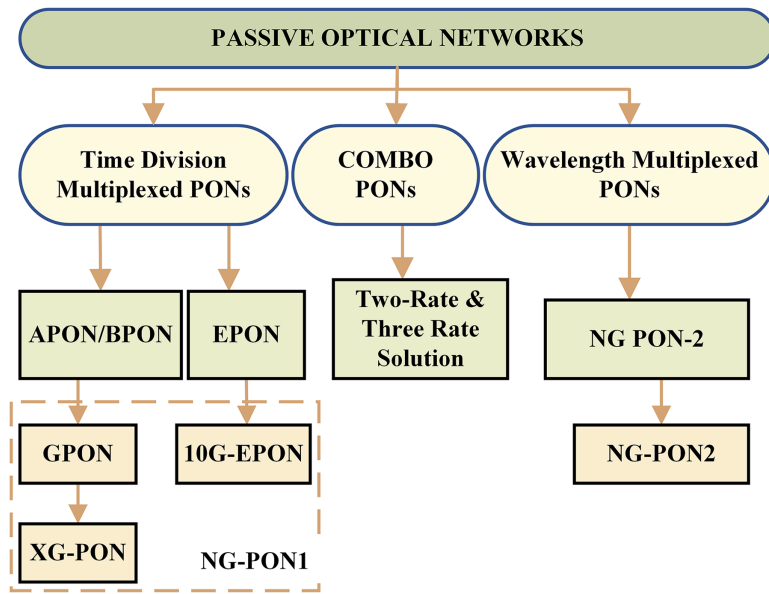 PASSIVE OPTICAL NETWORKS
Time Division
Multiplexed PONs
COMBO
PONs
Wavelength Multiplexed
PONs
APON/BPON
EPON
Two-Rate &
Three Rate
Solution
NG PON-2
GPON
10G-EPON
NG-PON2
XG-PON
NG-PON1